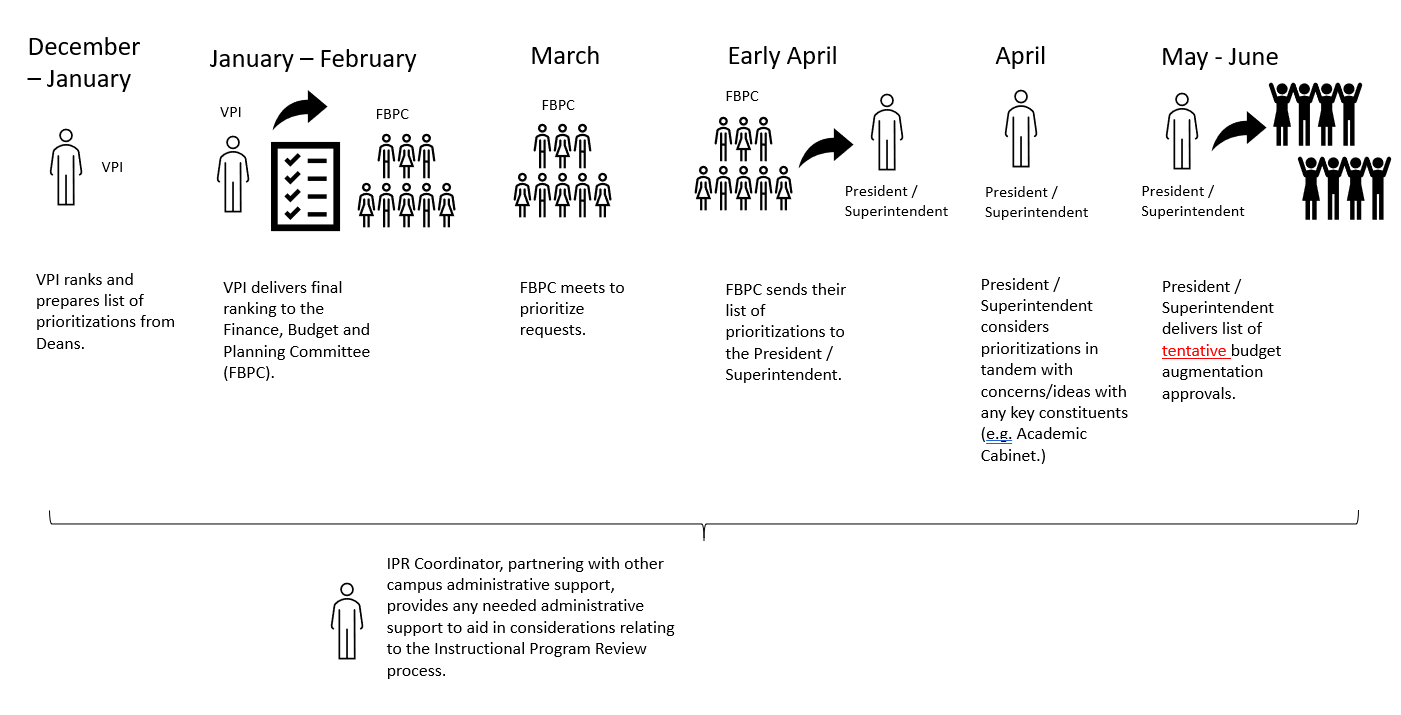 December
– January
VPI
VPI ranks and
prepares list of
prioritizations from
Deans.
January – February
VPI
FBPC
VPI delivers final
ranking to the
Finance, Budget and
Planning Committee
(FBPC).
March
FBPC
FBPC meets to
prioritize
requests.
Early April
FBPC
President /
Superintendent
FBPC sends their
list of
prioritizations to
the President /
Superintendent.
April
President /
Superintendent
President /
Superintendent
considers
prioritizations in
tandem with
concerns/ideas with
any key constituents
(e.g. Academic
Cabinet.)
May - June
President /
Superintendent
President /
Superintendent
delivers list of
tentative budget
augmentation
approvals.
IPR Coordinator, partnering with other
campus administrative support,
provides any needed administrative
support to aid in considerations relating
to the Instructional Program Review
process.